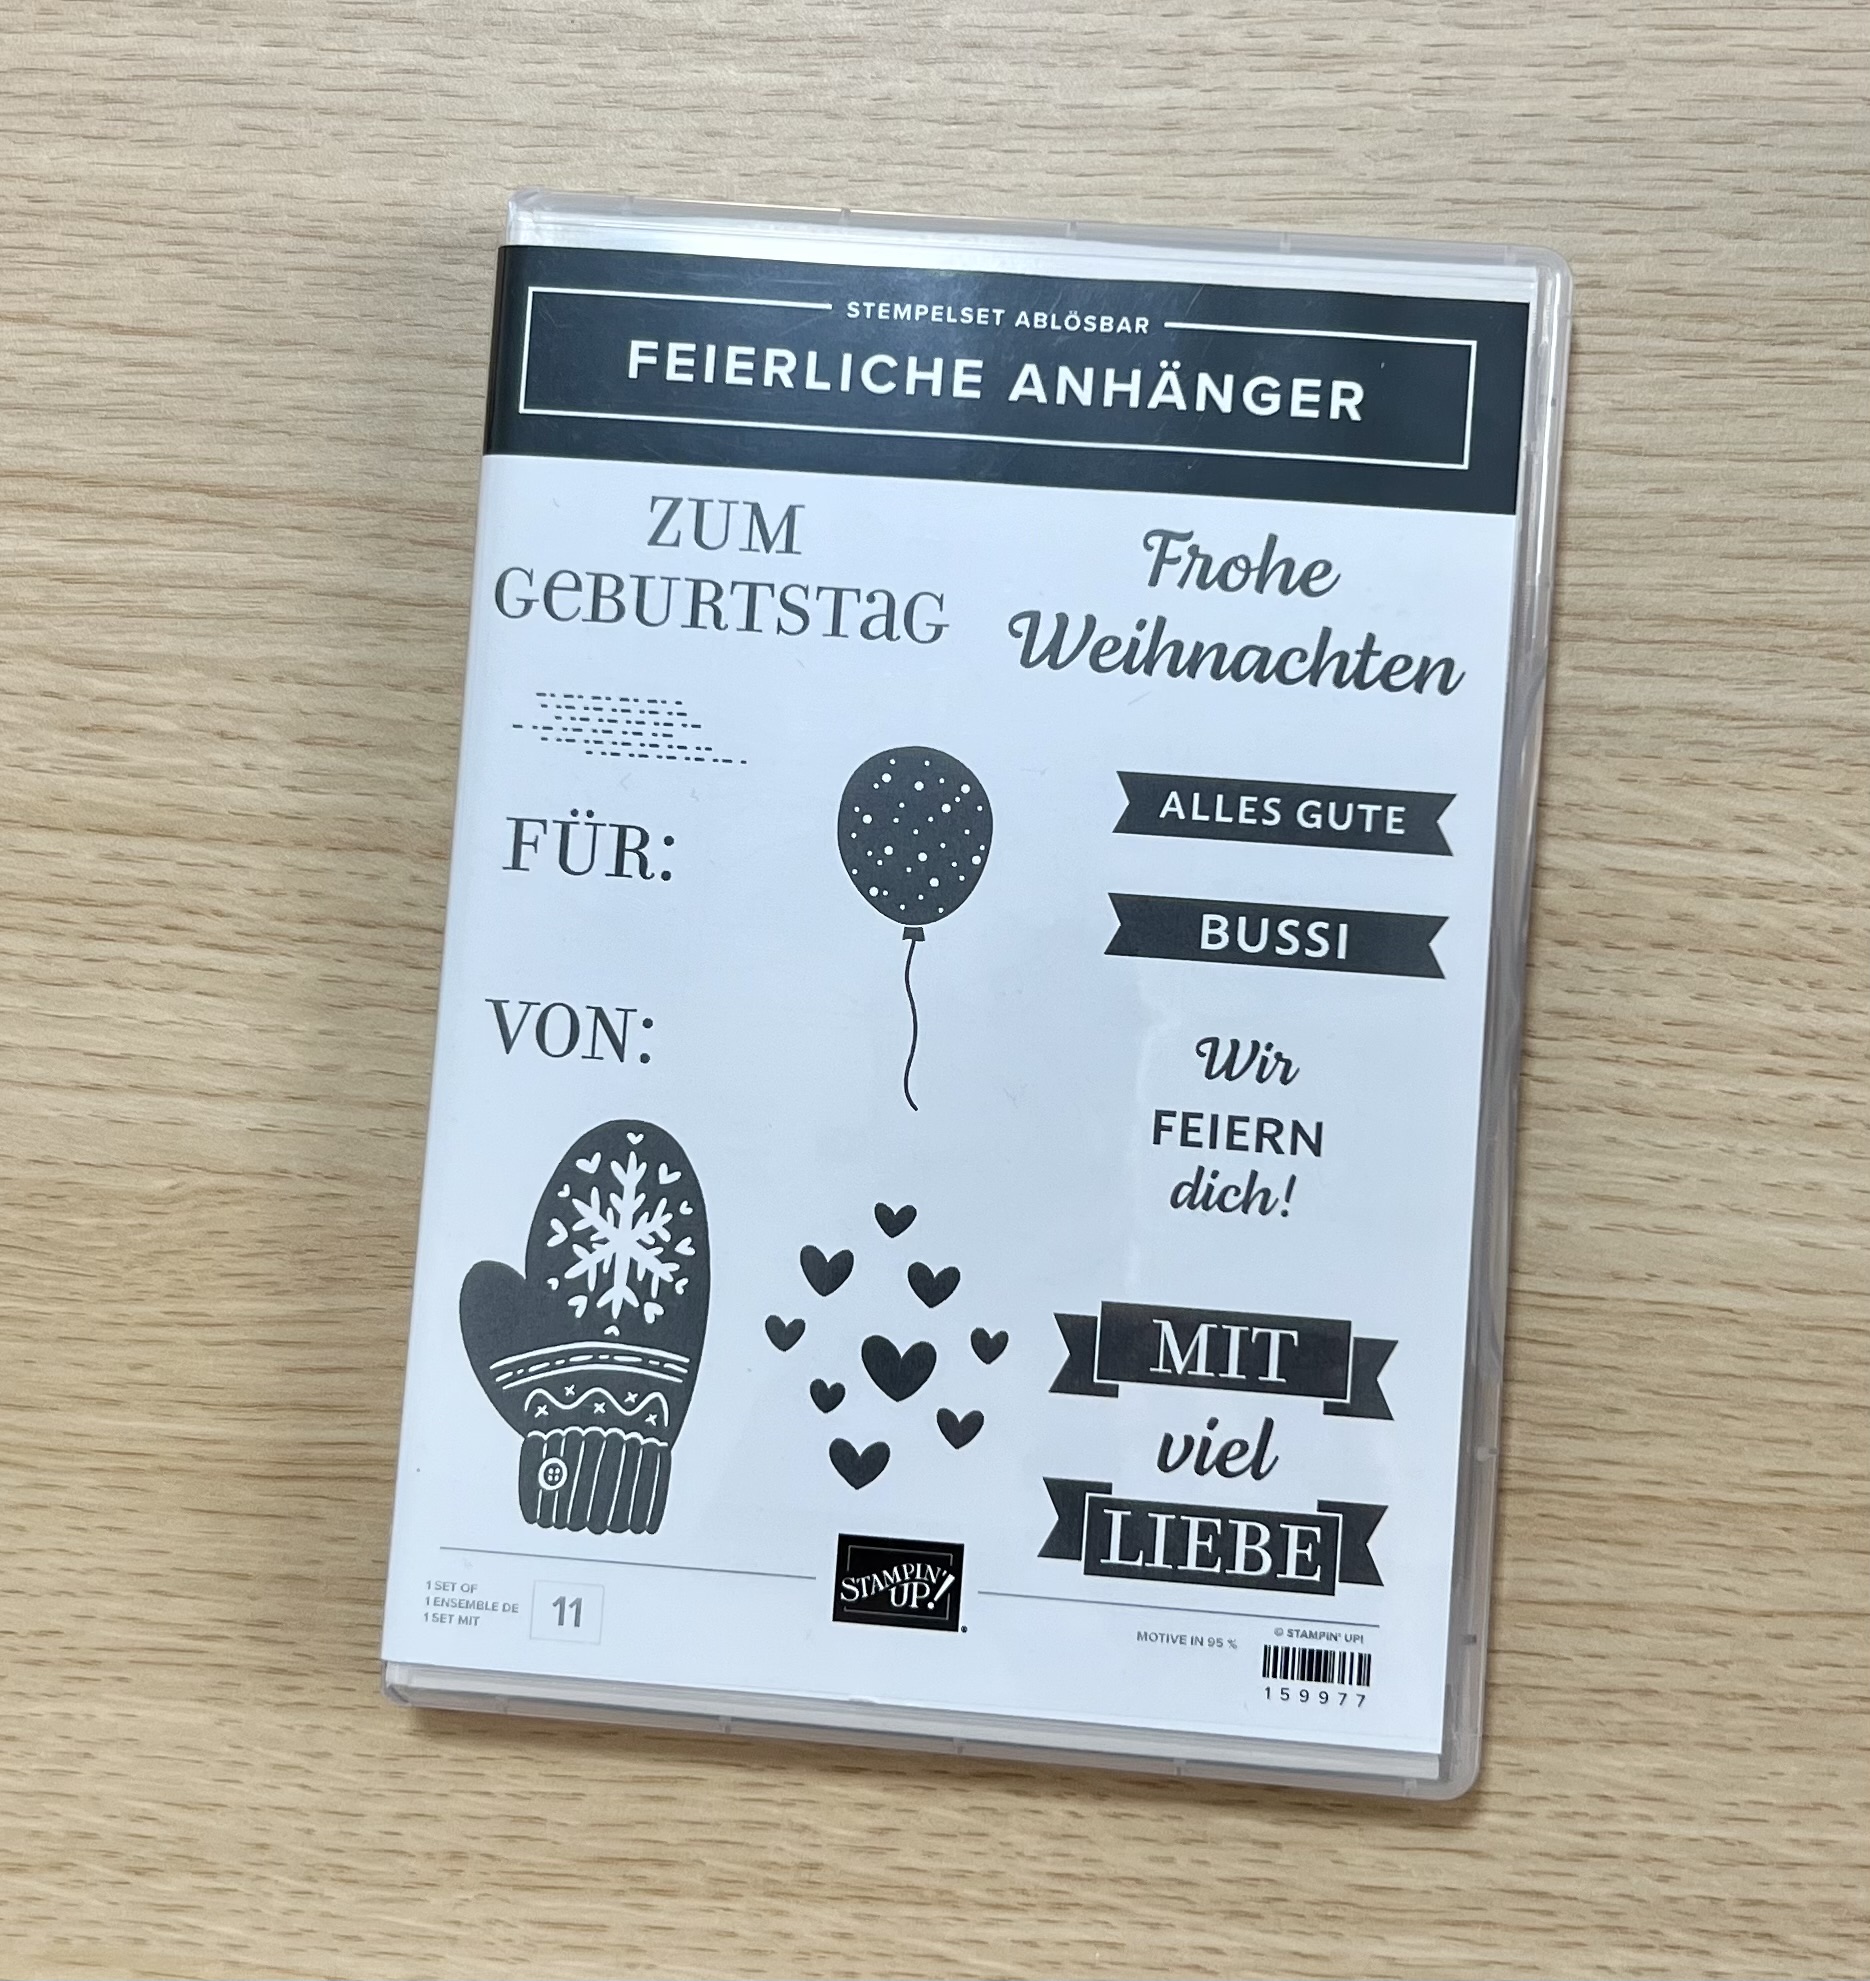 STEMPELSET ABLÖSBAR
FEIERLICHE ANHÄNGER
ZUM
GeBURTSTaG
Frohe
Weihnachten
FÜR:
ALLES GUTE
BUSSI
VON:
Wir
FEIERN
dich!
MIT
viel
LIEBE
STAMPIN'
UP!®
1 SET OF
1 ENSEMBLE DE
1 SET MIT
11
MOTIVE IN 95 %
© STAMPIN' UP!
159977